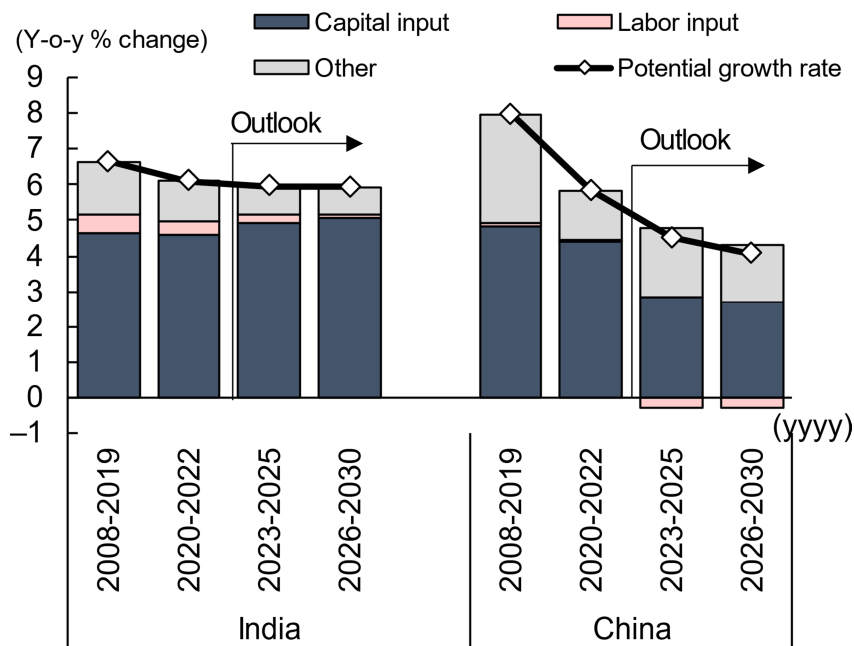 (Y-o-y % change)
Capital input
Labor input
Other
Potential growth rate
9
8
7
6
5
4
3
2
1
0
–1
Outlook
Outlook
(yyyy)
2008-2019
2020-2022
2023-2025
2026-2030
2008-2019
2020-2022
2023-2025
2026-2030
India
China